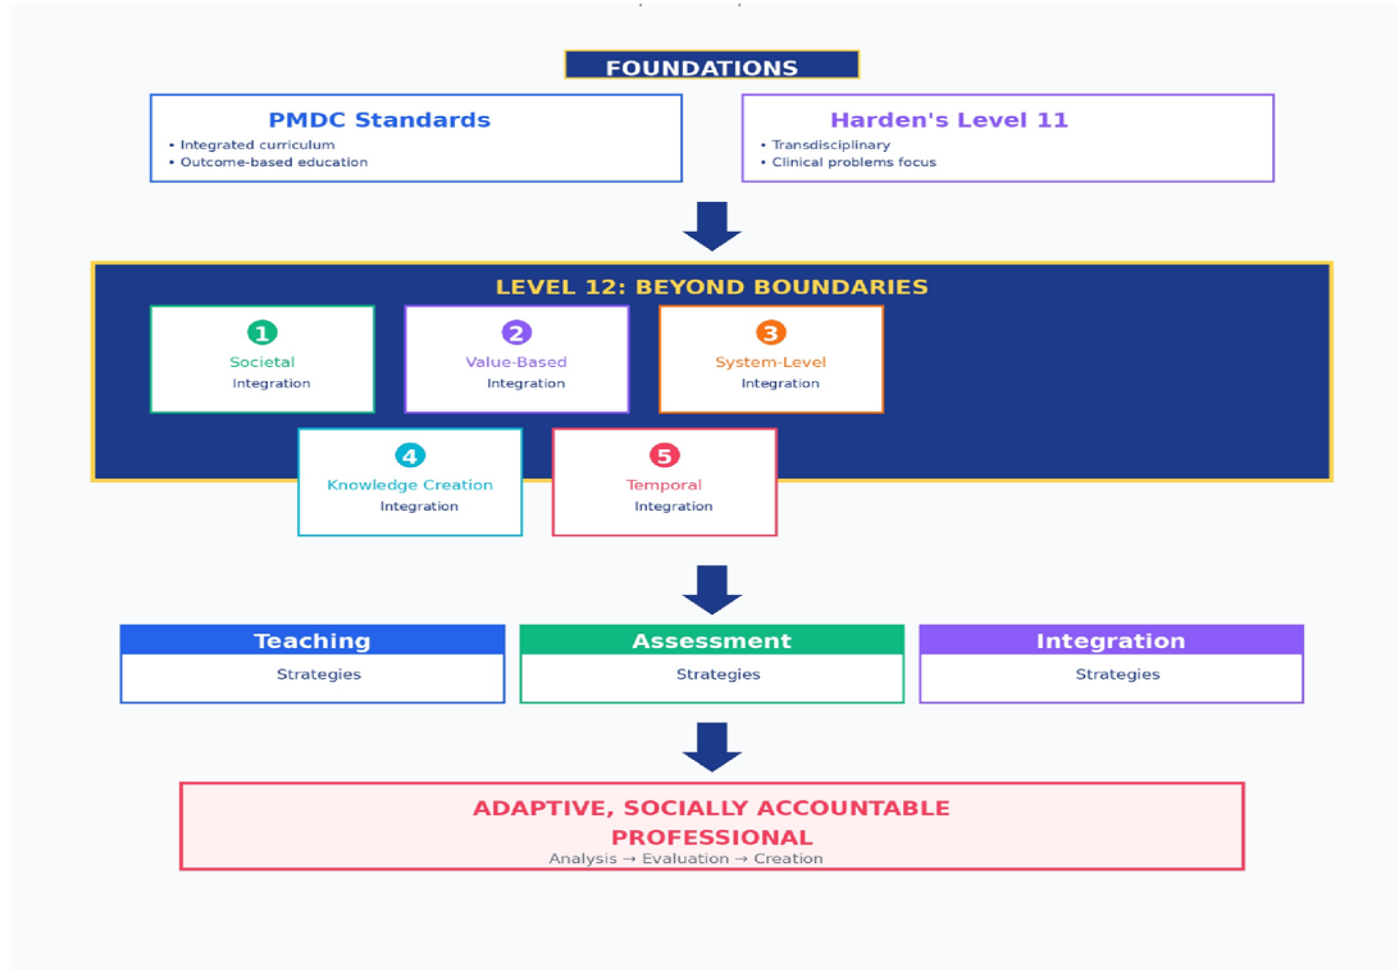 FOUNDATIONS
PMDC Standards
• Integrated curriculum
• Outcome-based education
Harden's Level 11
• Transdisciplinary
• Clinical problems focus
LEVEL 12: BEYOND BOUNDARIES
1
Societal
Integration
2
Value-Based
Integration
3
System-Level
Integration
4
Knowledge Creation
Integration
5
Temporal
Integration
Teaching
Strategies
Assessment
Strategies
Integration
Strategies
ADAPTIVE, SOCIALLY ACCOUNTABLE
PROFESSIONAL
Analysis → Evaluation → Creation